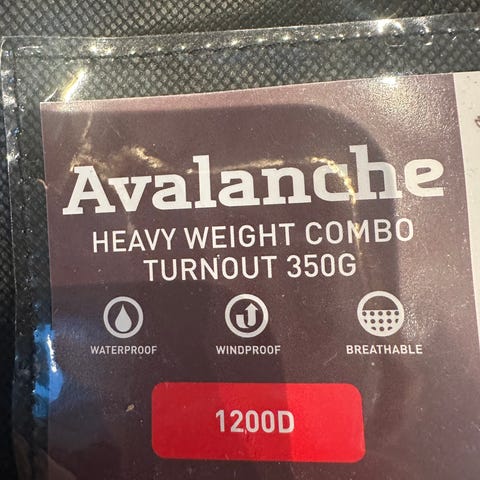 Avalanche
HEAVY WEIGHT COMBO
TURNOUT 350G
WATERPROOF WINDPROOF BREATHABLE
1200D